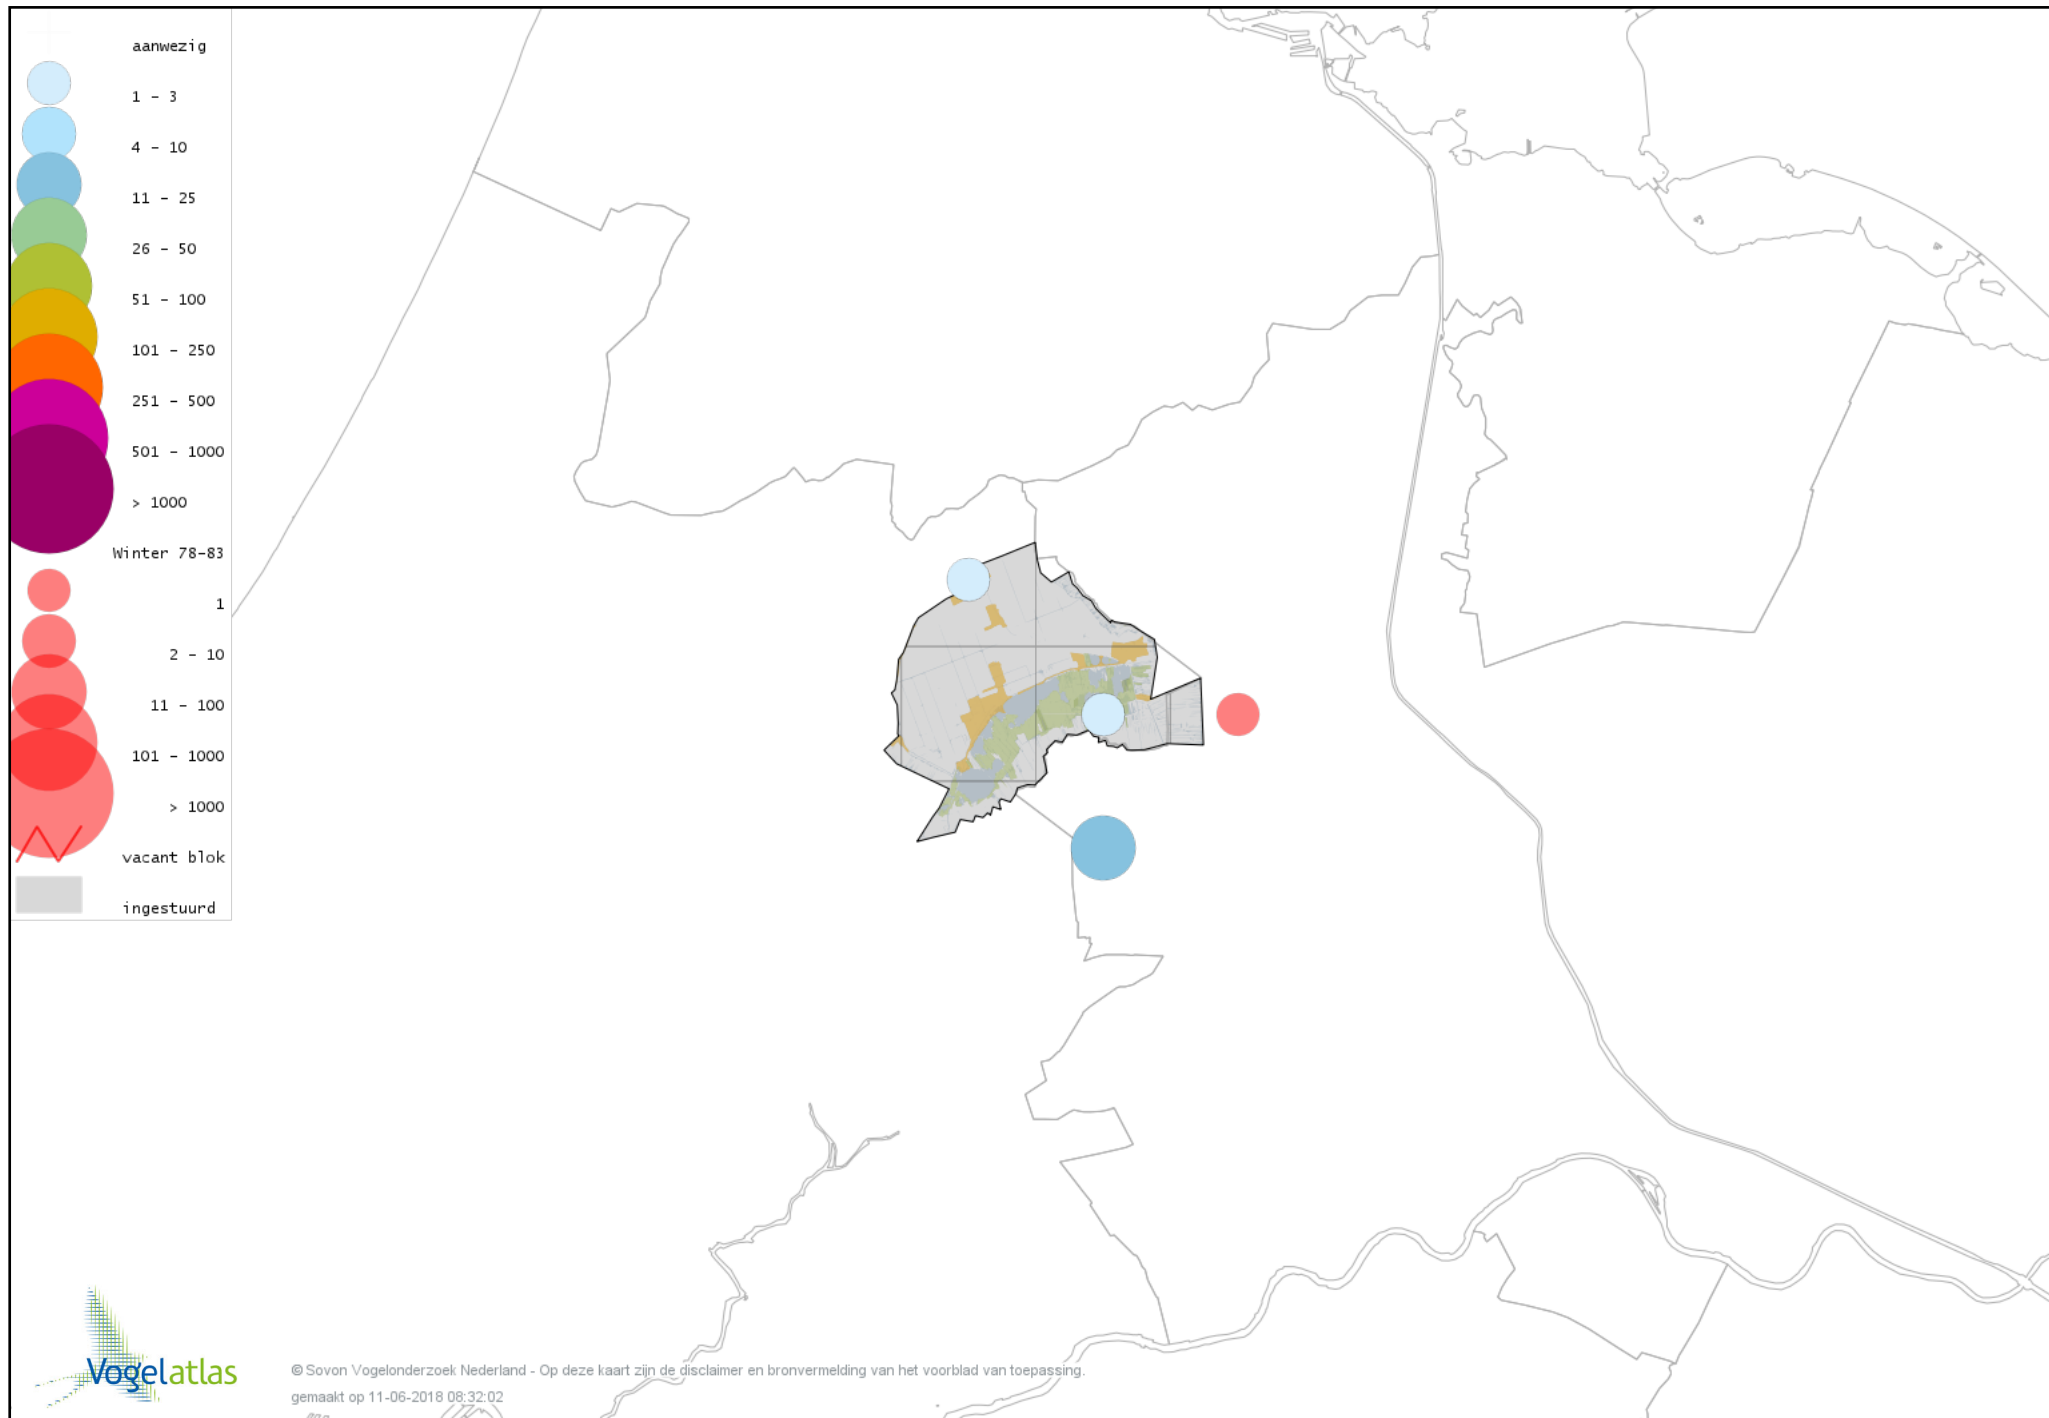 aanwezig
1 - 3
4 - 10
11 - 25
26 - 50
51 - 100
101 - 250
251 - 500
501 - 1000
> 1000
Winter 78-83
1
2 - 10
11 - 100
101 - 1000
> 1000
vacant blok
ingestuurd
Vogelatlas
© Sovon Vogelonderzoek Nederland - Op deze kaart zijn de disclaimer en bronvermelding van het voorblad van toepassing.
gemaakt op 11-06-2018 08:32:02